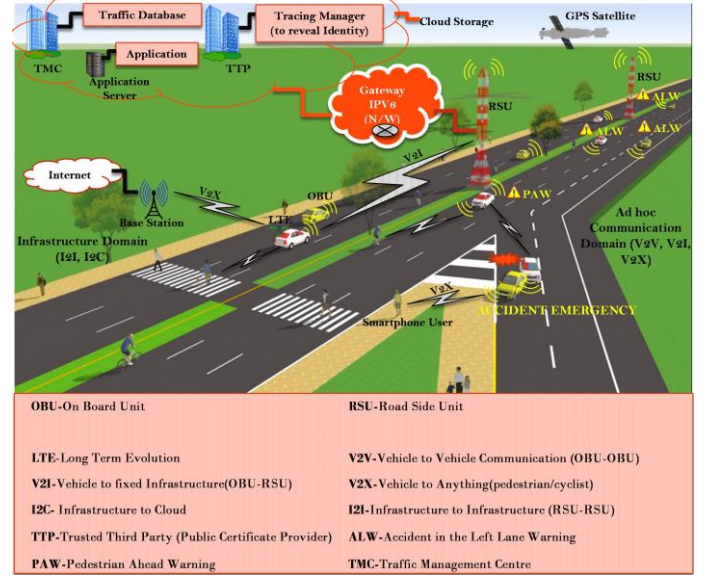 Traffic Database
Tracing Manager
(to reveal Identity)
Cloud Storage
GPS Satellite
Application
TMC
TTP
Application
Server
RSU
Gateway
IPV6
(N/W)
RSU
ALW
ALW
ALW
V2I
Internet
V2X
OBU
PAW
Base Station
LTE
Ad hoc
Communication
Domain (V2V, V2I,
V2X)
Infrastructure Domain
(I2I, I2C)
V2X
ACCIDENT EMERGENCY
Smartphone User
OBU-On Board Unit
RSU-Road Side Unit
LTE-Long Term Evolution
V2V-Vehicle to Vehicle Communication (OBU-OBU)
V2I-Vehicle to fixed Infrastructure(OBU-RSU)
V2X-Vehicle to Anything(pedestrian/cyclist)
I2C- Infrastructure to Cloud
I2I-Infrastructure to Infrastructure (RSU-RSU)
TTP-Trusted Third Party (Public Certificate Provider)
ALW-Accident in the Left Lane Warning
PAW-Pedestrian Ahead Warning
TMC-Traffic Management Centre